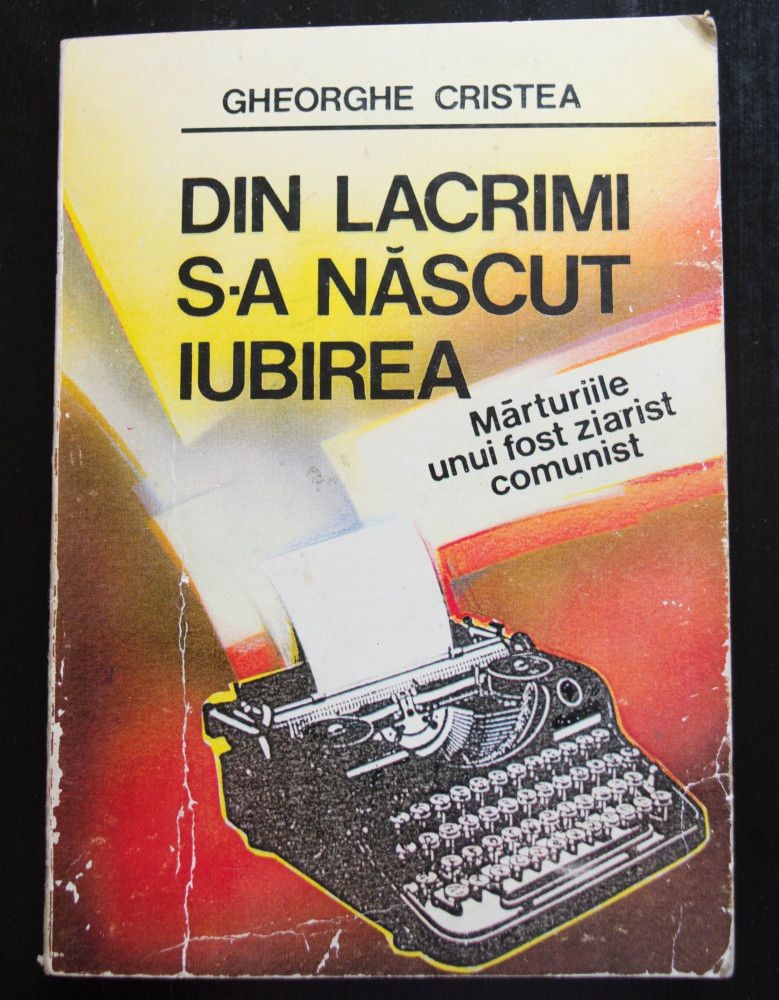 GHEORGHE CRISTEA
DIN LACRIMI
S-A NĂSCUT
IUBIREA
Mărturiile
unui fost ziarist
comunist